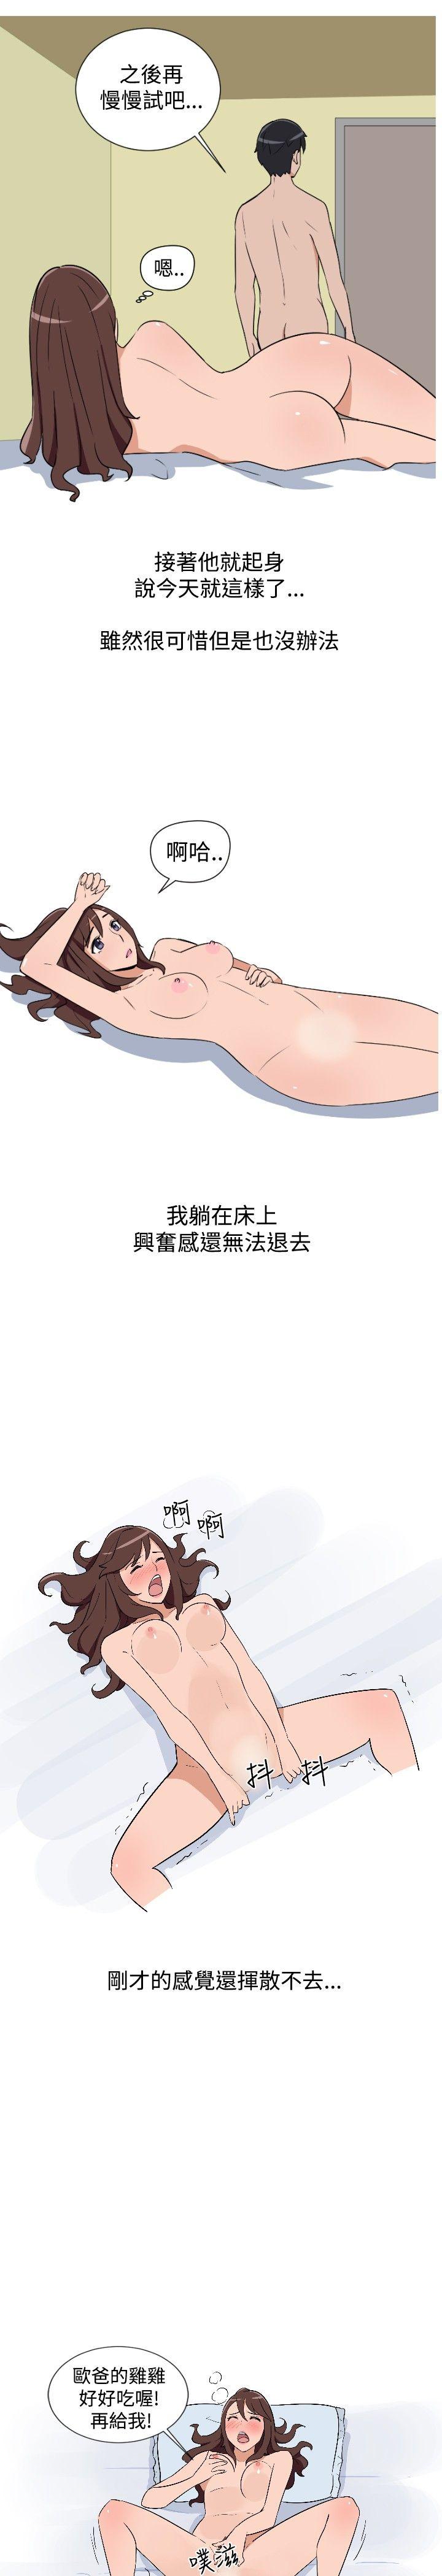 之後再
慢慢試吧...
嗯..
接著他就起身
說今天就這樣了...
雖然很可惜但是也沒辦法
啊哈..
我躺在床上
興奮感還無法退去
啊
啊
抖 抖
剛才的感覺還揮散不去...
歐爸的雞雞
好好吃喔!
再給我!
噗滋